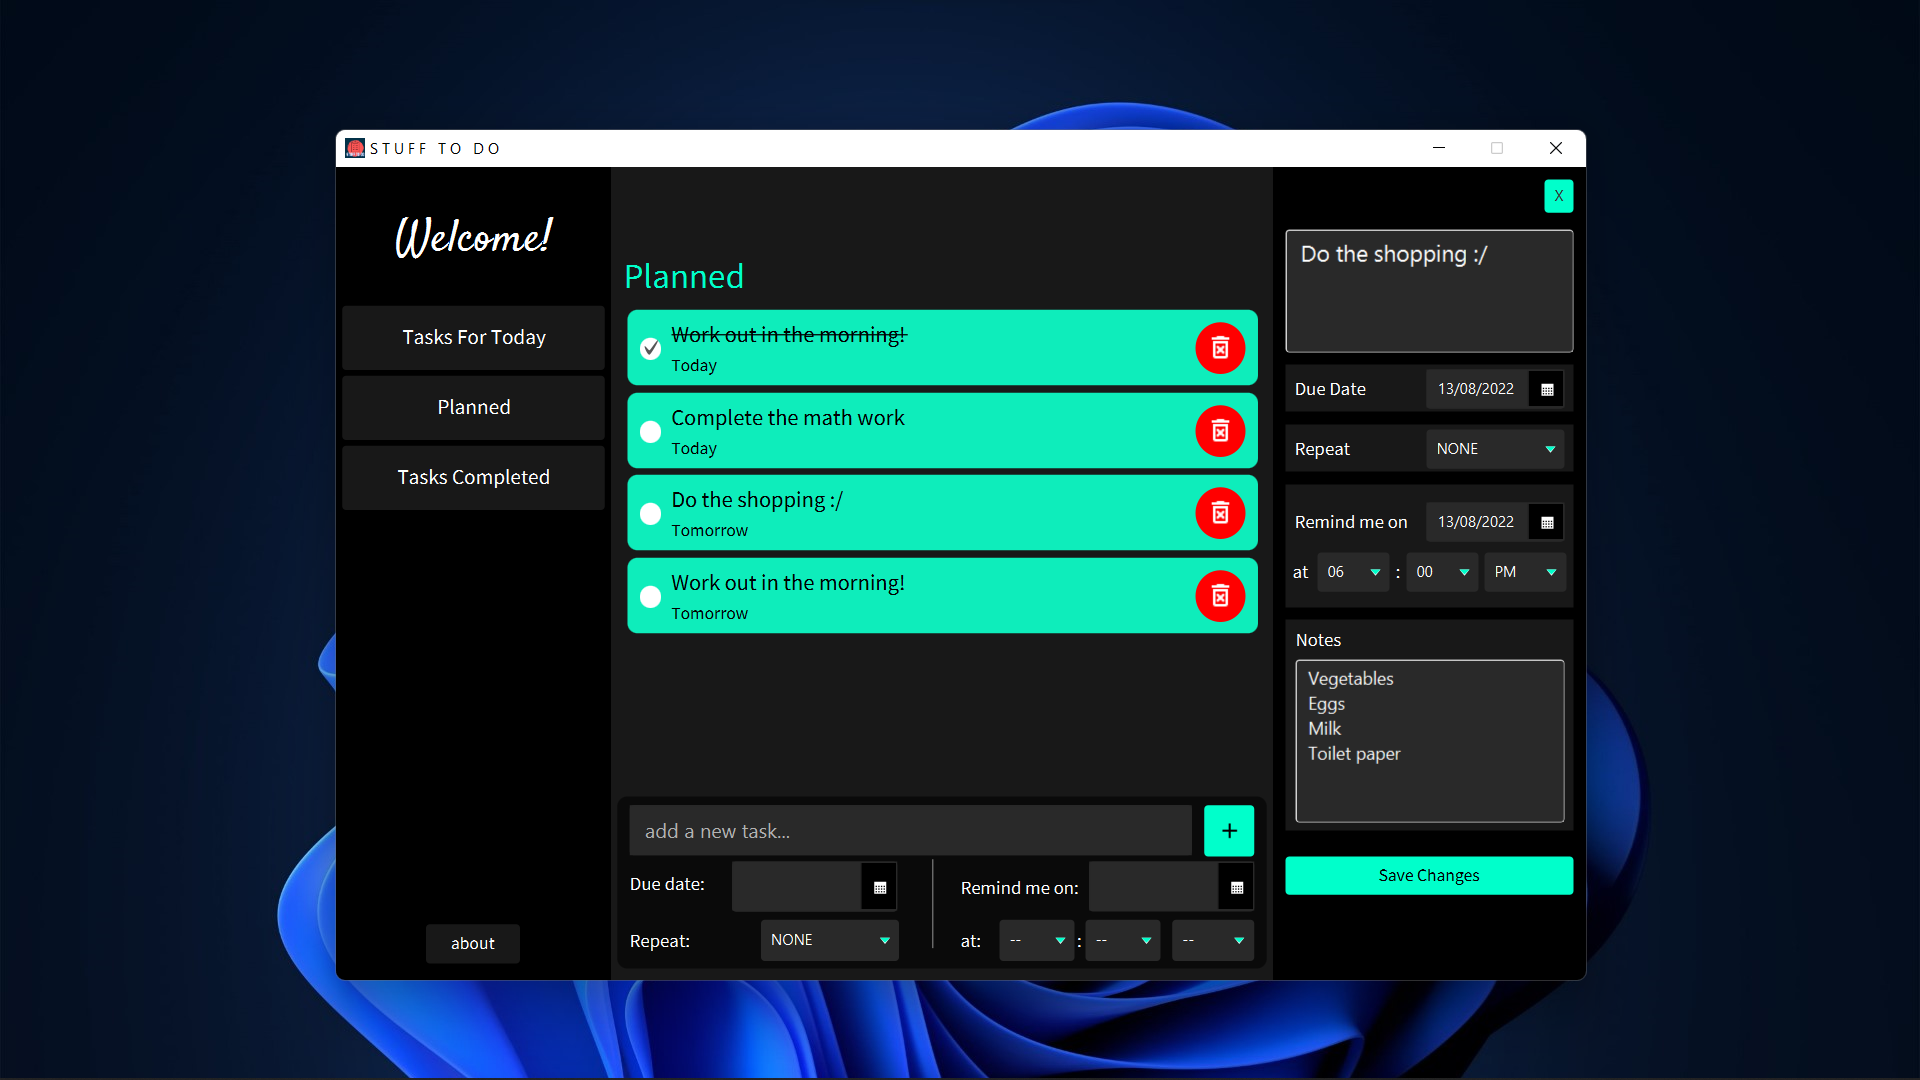 STUFF TO DO
Welcome!
Tasks For Today
Planned
Tasks Completed
about
Planned
Work out in the morning!
Today
Complete the math work
Today
Do the shopping :/
Tomorrow
Work out in the morning!
Tomorrow
add a new task...
+
Due date:
Repeat:
NONE
Remind me on:
at:
-- : -- --
X
Do the shopping :/
Due Date 13/08/2022
Repeat NONE
Remind me on 13/08/2022
at 06 : 00 PM
Notes
Vegetables
Eggs
Milk
Toilet paper
Save Changes